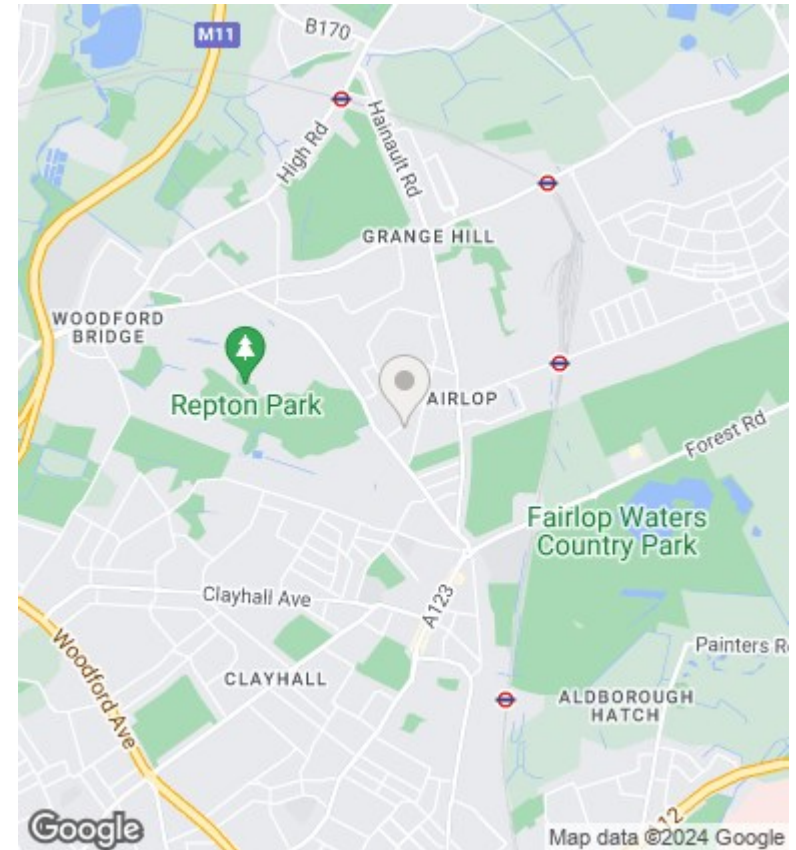 M11
B170
High Rd
Hainault Rd
GRANGE HILL
WOODFORD
BRIDGE
Repton Park
AIRLOP
Forest Rd
Fairlop Waters
Country Park
Clayhall Ave
A123
Woodford Ave
CLAYHALL
Painters R
ALDBOROUGH
HATCH
A12
Google
Map data ©2024 Google